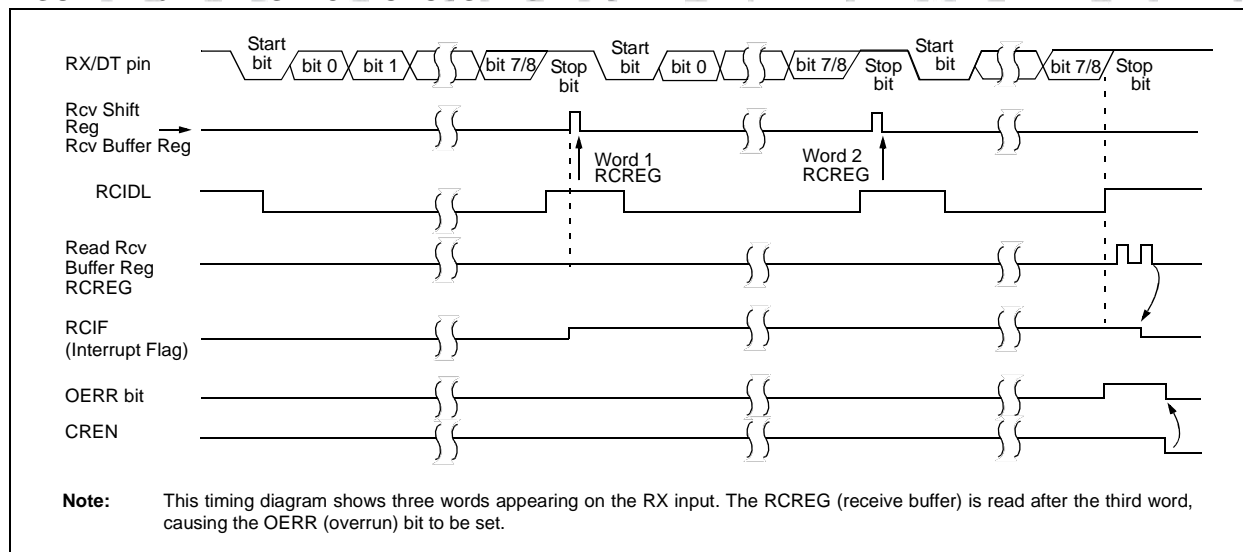 Start bit
bit 0
bit 1
bit 7/8
Stop bit
Start bit
bit 0
bit 7/8
Stop bit
Start bit
bit 7/8
Stop bit
RX/DT pin
Rcv Shift
Reg
Rcv Buffer Reg
Word 1
RCREG
Word 2
RCREG
RCIDL
Read Rcv
Buffer Reg
RCREG
RCIF
(Interrupt Flag)
OERR bit
CREN
Note: This timing diagram shows three words appearing on the RX input. The RCREG (receive buffer) is read after the third word,
causing the OERR (overrun) bit to be set.